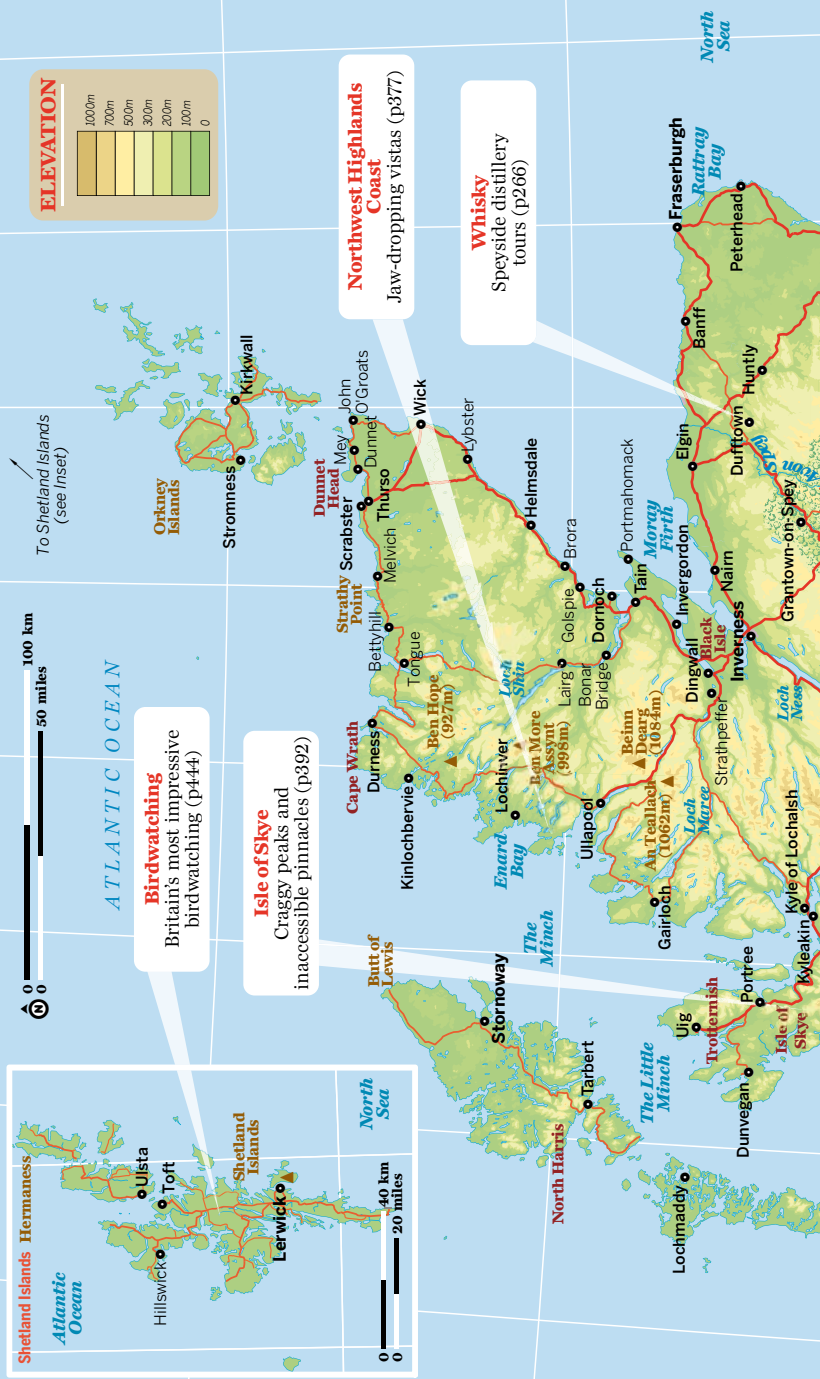 Shetland Islands
Hermaness
Atlantic
Ocean
Ulsta
Toft
Hillswick
Shetland
Islands
Lerwick
North
Sea
0
40 km
0
20 miles
N
0
100 km
0
50 miles
ATLANTIC OCEAN
To Shetland Islands
(see Inset)
ELEVATION
1000m
700m
500m
300m
200m
100m
0
Birdwatching
Britain's most impressive
birdwatching (p444)
Isle of Skye
Craggy peaks and
inaccessible pinnacles (p392)
Northwest Highlands
Coast
Jaw-dropping vistas (p377)
Whisky
Speyside distillery
tours (p266)
Orkney
Islands
Stromness
Kirkwall
Dunnet
Head
Scrabster
Thurso
Mey
Dunnet
John
O'Groats
Wick
Lybster
Strathy
Point
Melvich
Bettyhill
Tongue
Cape Wrath
Durness
Kinlochbervie
Ben Hope
(927m)
Loch
Shin
Lochinver
Ben More
Assynt
(998m)
Enard
Bay
Helmsdale
Brora
Golspie
Lairg
Dornoch
Bonar
Bridge
Portmahomack
Tain
Moray
Firth
Invergordon
Ullapool
Beinn
Dearg
(1084m)
An Teallach
(1062m)
Loch
Maree
Gairloch
Dingwall
Black
Isle
Strathpeffer
Inverness
Nairn
Loch
Ness
Elgin
Dufftown
Spey
Grantown-on-Spey
Huntly
Banff
Fraserburgh
Rattray
Bay
Peterhead
North
Sea
Butt of
Lewis
Stornoway
The
Minch
Tarbert
North Harris
The Little
Minch
Lochmaddy
Uig
Trotternish
Portree
Isle of
Skye
Dunvegan
Kyle of Lochalsh
Kyleakin